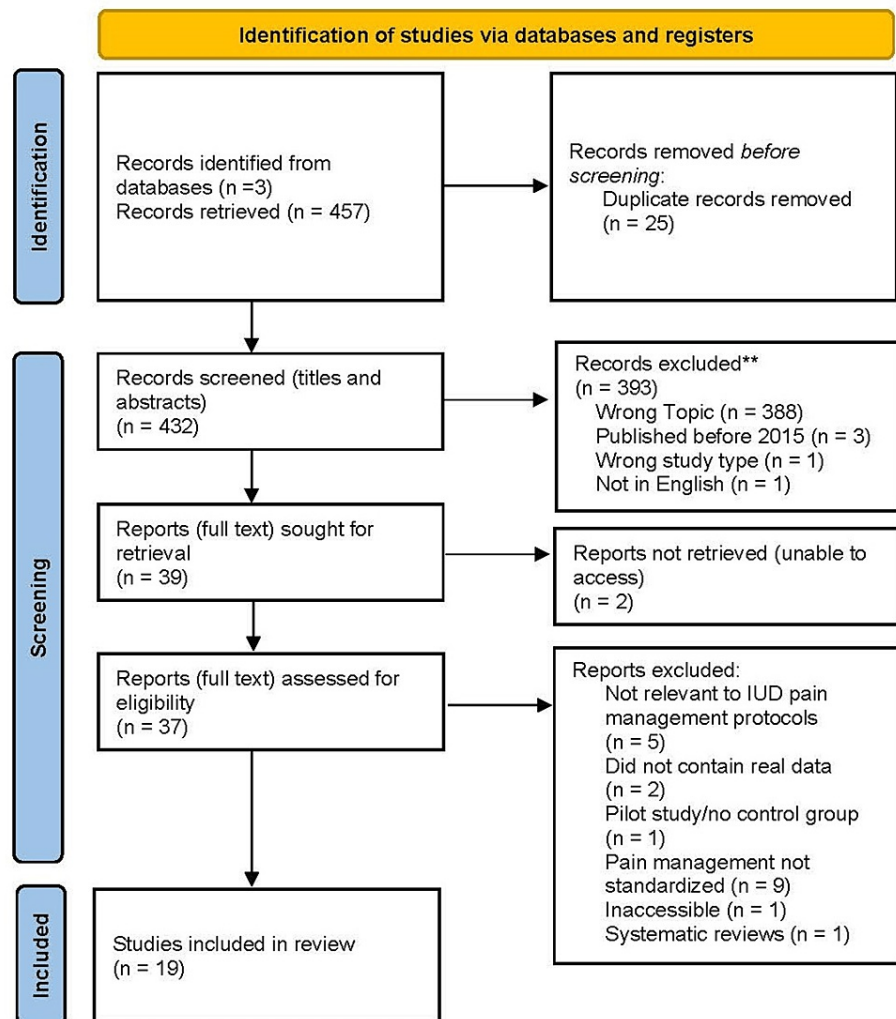 Identification of studies via databases and registers
Identification
Records identified from
databases (n =3)
Records retrieved (n = 457)
Records removed before
screening:
Duplicate records removed
(n = 25)
Screening
Records screened (titles and
abstracts)
(n = 432)
Records excluded**
(n = 393)
Wrong Topic (n = 388)
Published before 2015 (n = 3)
Wrong study type (n = 1)
Not in English (n = 1)
Reports (full text) sought for
retrieval
(n = 39)
Reports not retrieved (unable to
access)
(n = 2)
Reports (full text) assessed for
eligibility
(n = 37)
Reports excluded:
Not relevant to IUD pain
management protocols
(n = 5)
Did not contain real data
(n = 2)
Pilot study/no control group
(n = 1)
Pain management not
standardized (n = 9)
Inaccessible (n = 1)
Systematic reviews (n = 1)
Included
Studies included in review
(n = 19)